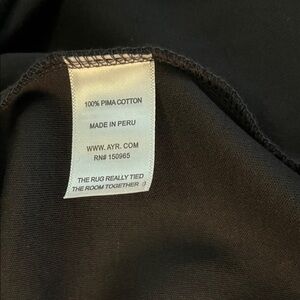 100% PIMA COTTON
MADE IN PERU
WWW. AYR. COM
RN# 150965
THE RUG REALLY TIED
THE ROOM TOGETHER :)